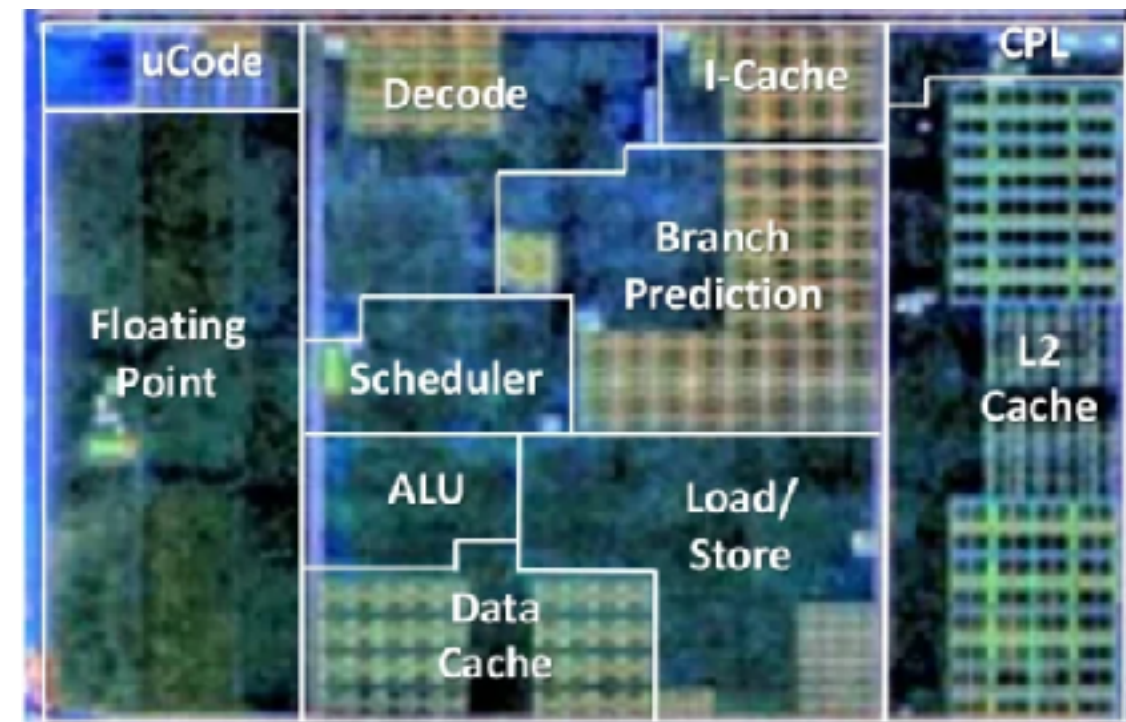 uCode
Decode
I-Cache
CPL
Branch
Prediction
Floating
Point
Scheduler
L2
Cache
ALU
Load/
Store
Data
Cache